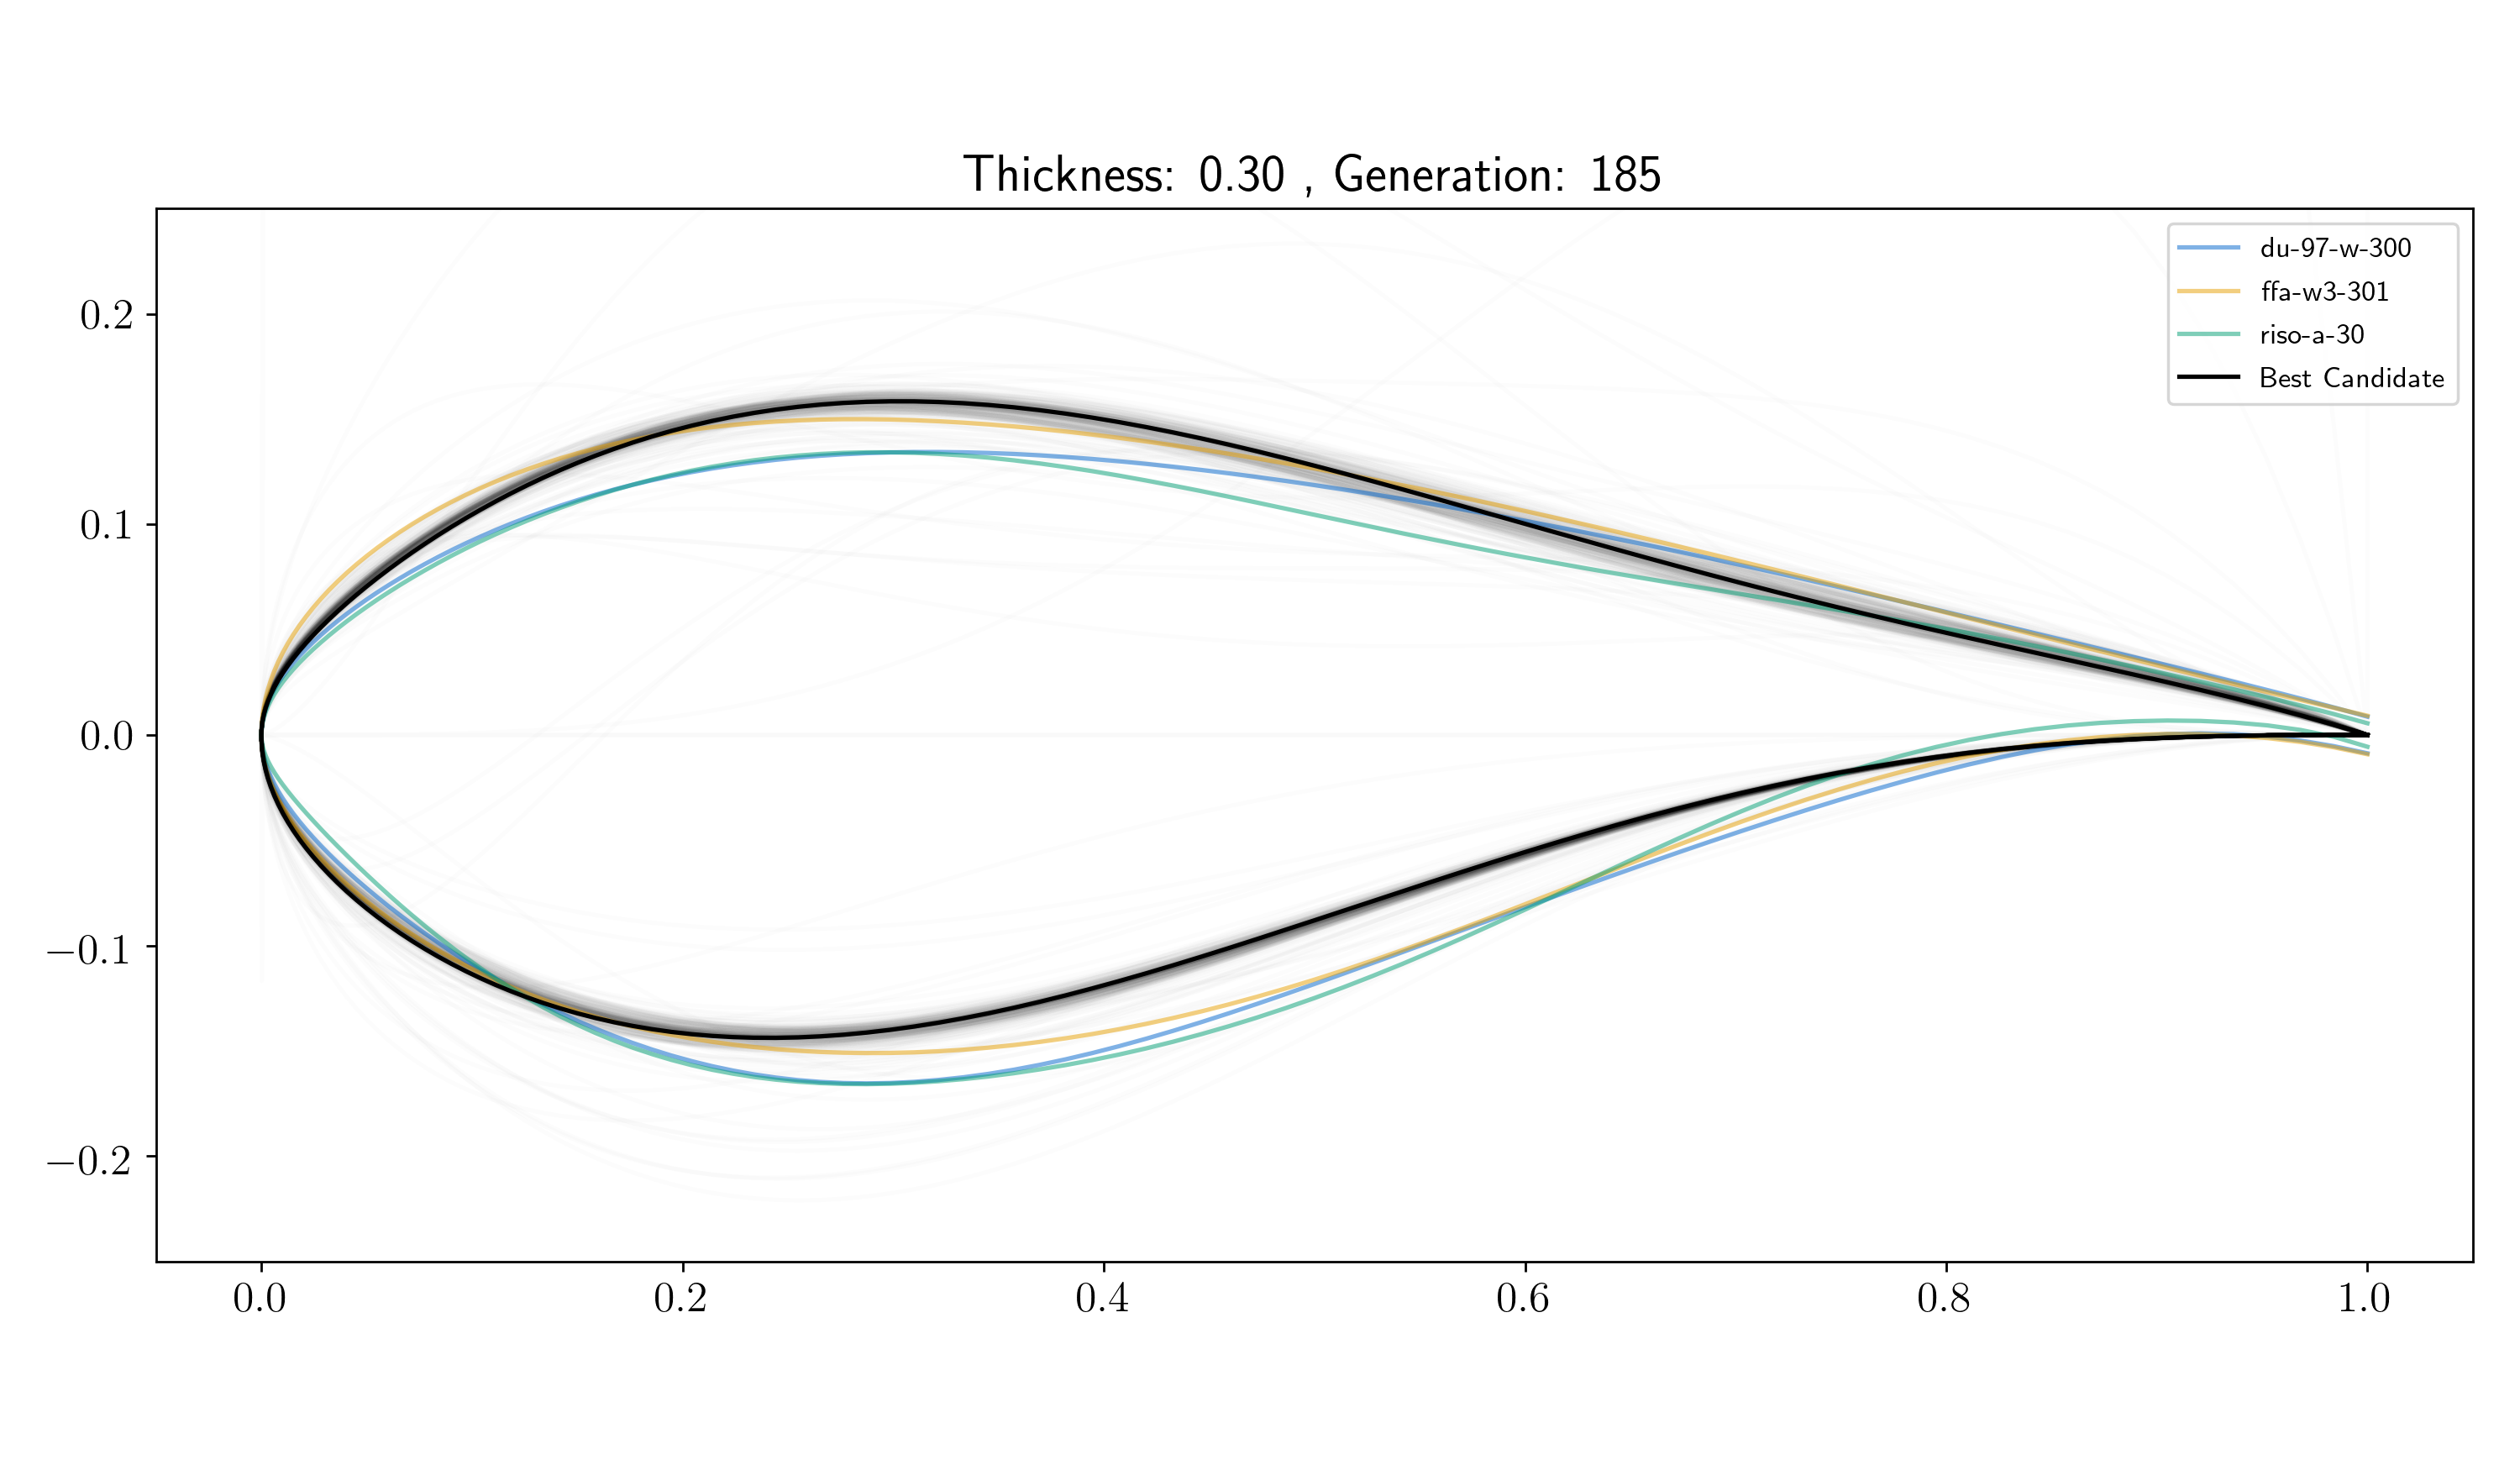 Thickness: 0.30 , Generation: 185
du-97-w-300
ffa-w3-301
riso-a-30
Best Candidate
0.2
0.1
0.0
−0.1
−0.2
0.0 0.2 0.4 0.6 0.8 1.0